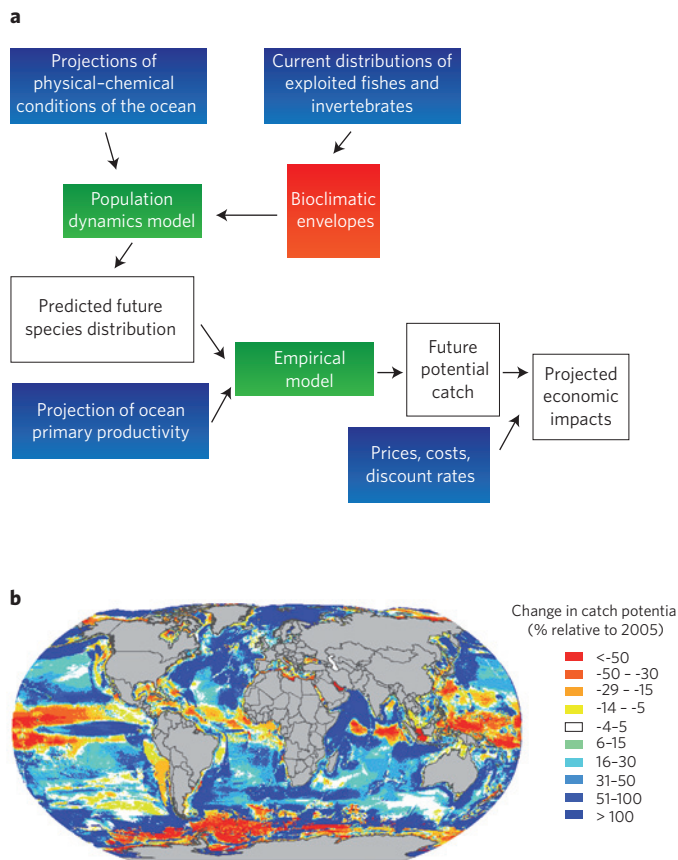 a
Projections of
physical–chemical
conditions of the ocean
Current distributions of
exploited fishes and
invertebrates
Population
dynamics model
Bioclimatic
envelopes
Predicted future
species distribution
Empirical
model
Future
potential
catch
Projected
economic
impacts
Projection of ocean
primary productivity
Prices, costs,
discount rates
b
Change in catch potentia
(% relative to 2005)
<-50
-50 – -30
-29 – -15
-14 – -5
-4–5
6–15
16–30
31–50
51–100
> 100